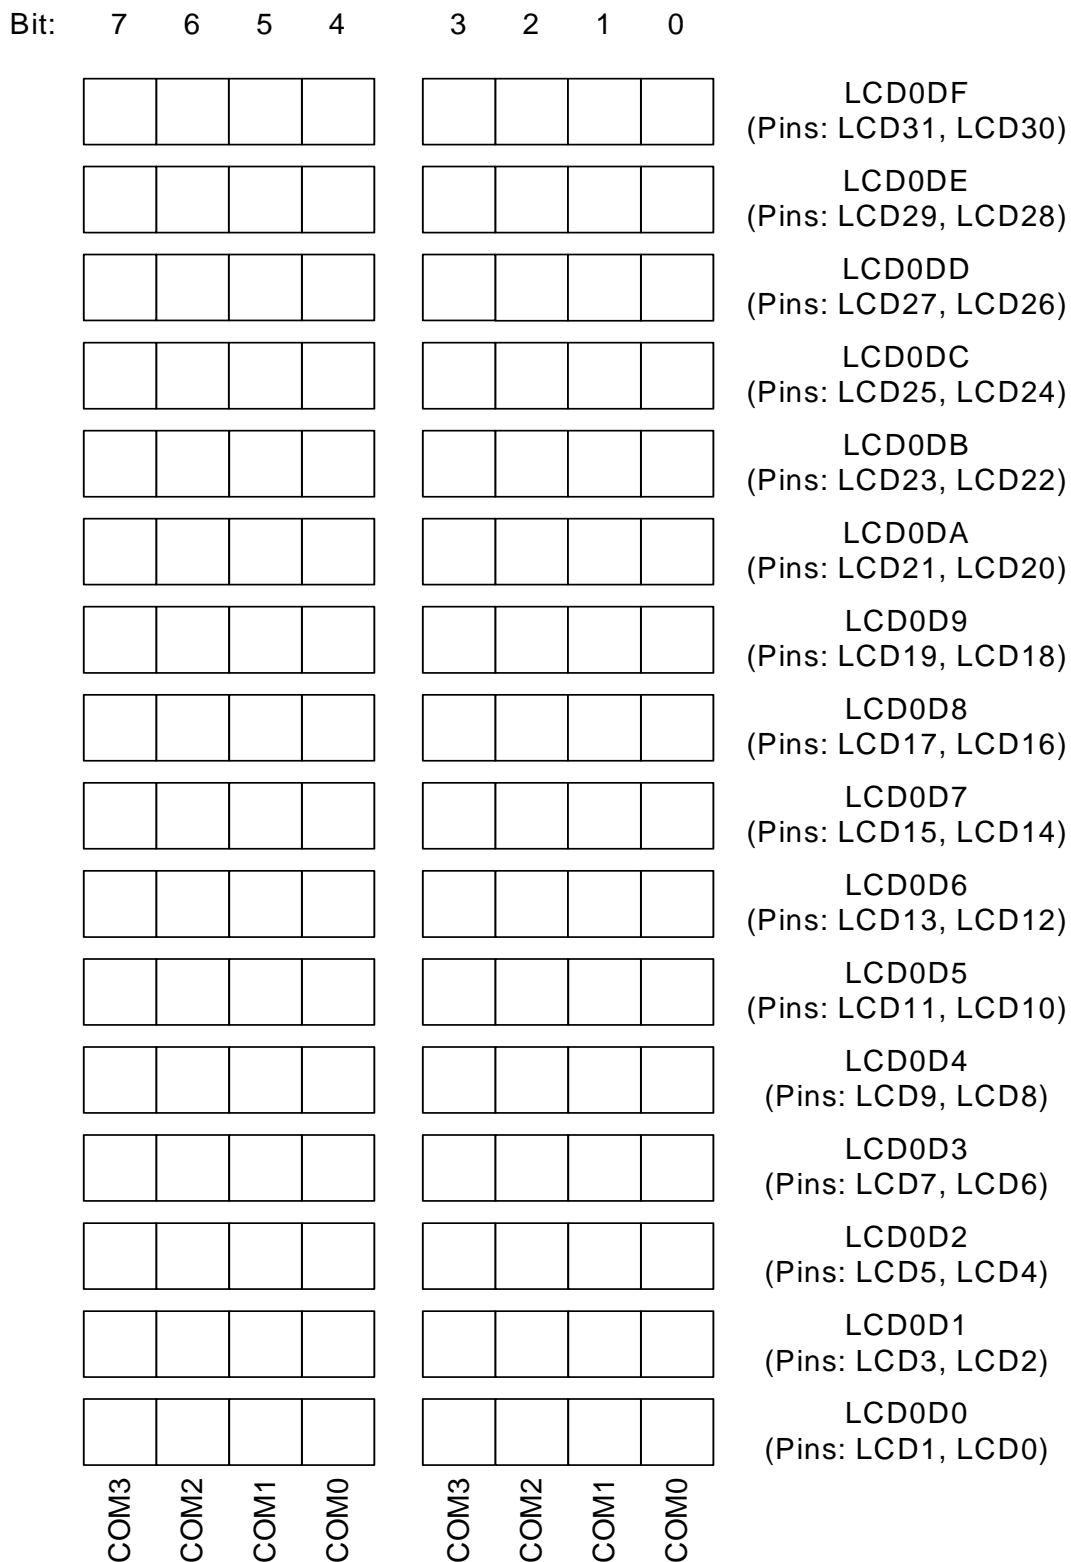 Bit: 7 6 5 4 3 2 1 0
LCD0DF
(Pins: LCD31, LCD30)
LCD0DE
(Pins: LCD29, LCD28)
LCD0DD
(Pins: LCD27, LCD26)
LCD0DC
(Pins: LCD25, LCD24)
LCD0DB
(Pins: LCD23, LCD22)
LCD0DA
(Pins: LCD21, LCD20)
LCD0D9
(Pins: LCD19, LCD18)
LCD0D8
(Pins: LCD17, LCD16)
LCD0D7
(Pins: LCD15, LCD14)
LCD0D6
(Pins: LCD13, LCD12)
LCD0D5
(Pins: LCD11, LCD10)
LCD0D4
(Pins: LCD9, LCD8)
LCD0D3
(Pins: LCD7, LCD6)
LCD0D2
(Pins: LCD5, LCD4)
LCD0D1
(Pins: LCD3, LCD2)
LCD0D0
(Pins: LCD1, LCD0)
COM3 COM2 COM1 COM0 COM3 COM2 COM1 COM0